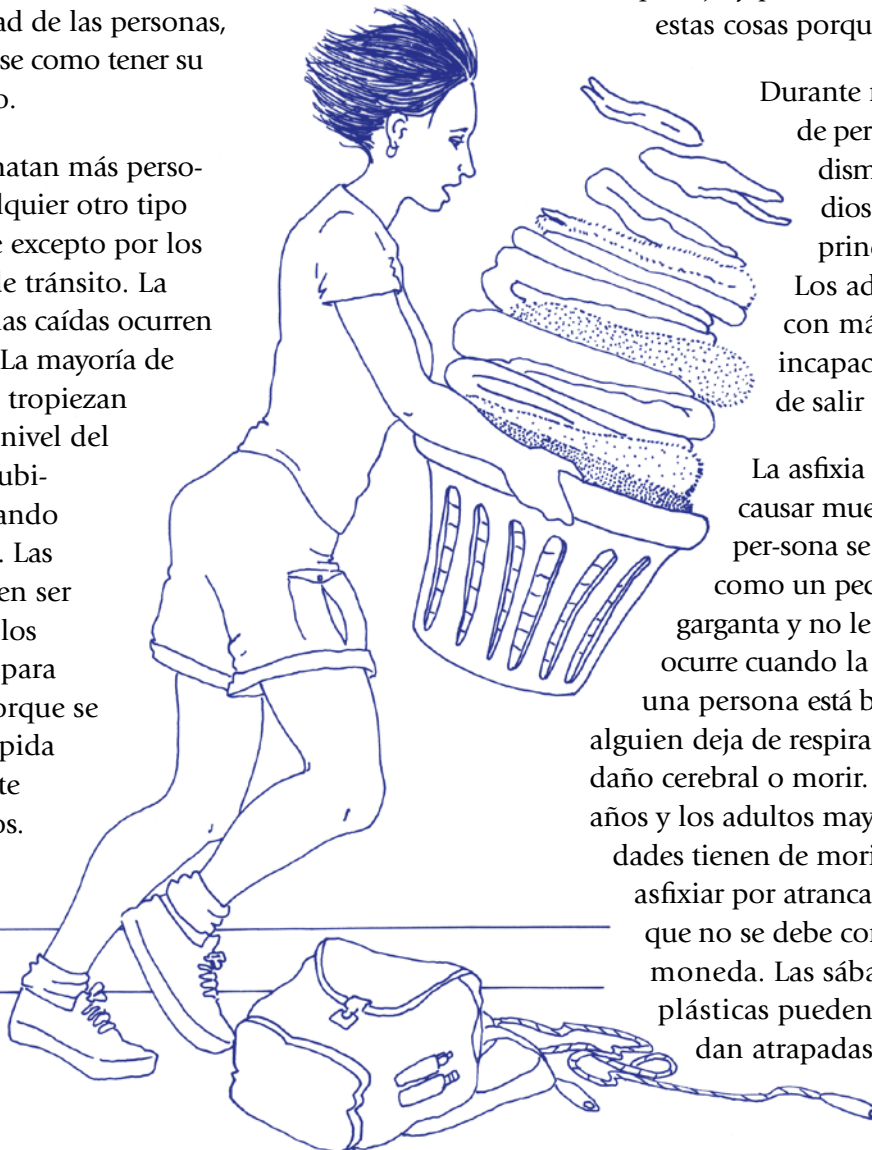 ad de las personas,
se como tener su
o.
natan más perso-
lquier otro tipo
e excepto por los
de tránsito. La
las caídas ocurren
La mayoría de
tropiezan
nivel del
ubi-
ando
. Las
en ser
los
para
orque se
pida
te
os.
estas cosas porqu
Durante
de per
dism
dios
prin
Los ad
con má
incapac
de salir
La asfixia
causar mue
per-sona se
como un ped
garganta y no le
ocurre cuando la
una persona está b
alguien deja de respira
daño cerebral o morir.
años y los adultos may
dades tienen de mori
asfixiar por atranca
que no se debe co
moneda. Las sába
plásticas pueden
dan atrapadas